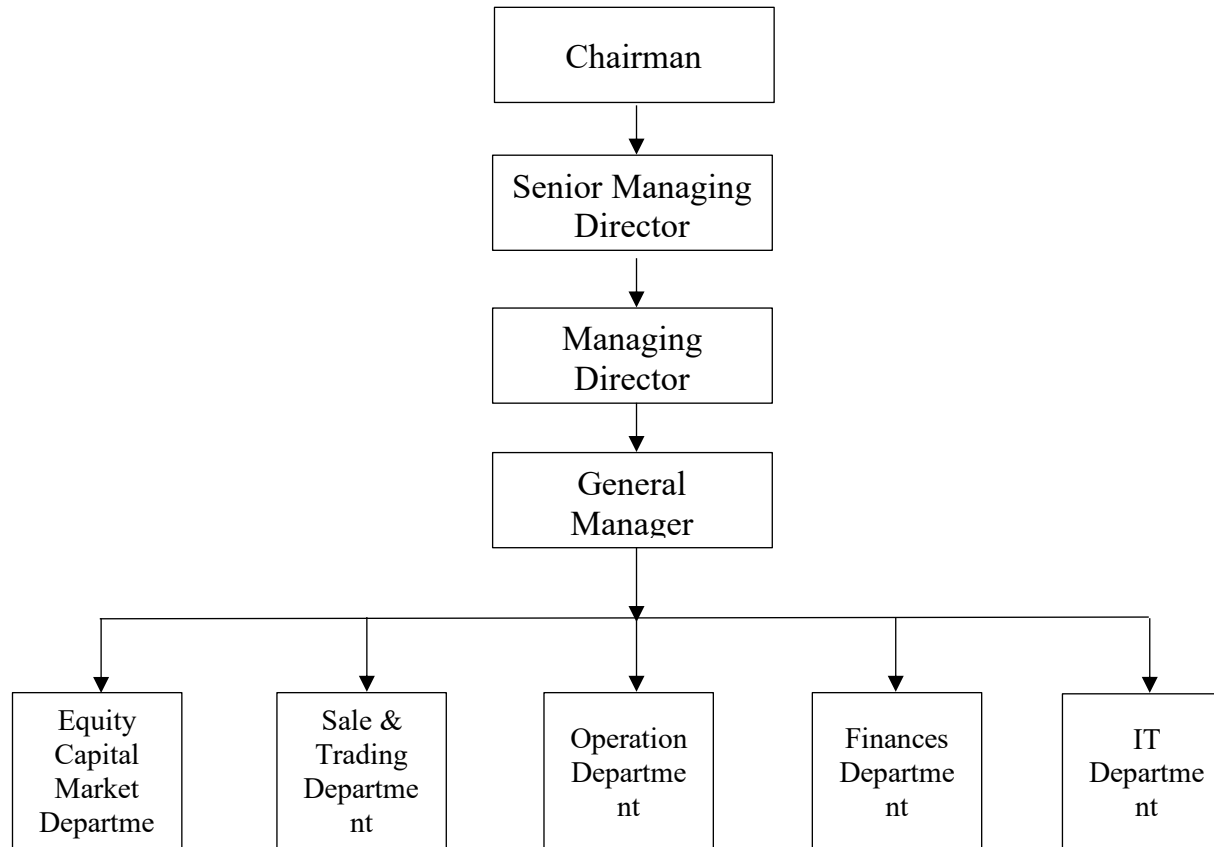 Chairman
Senior Managing
Director
Managing
Director
General
Manager
Equity
Capital
Market
Departme
Sale &
Trading
Departme
nt
Operation
Departme
nt
Finances
Departme
nt
IT
Departme
nt